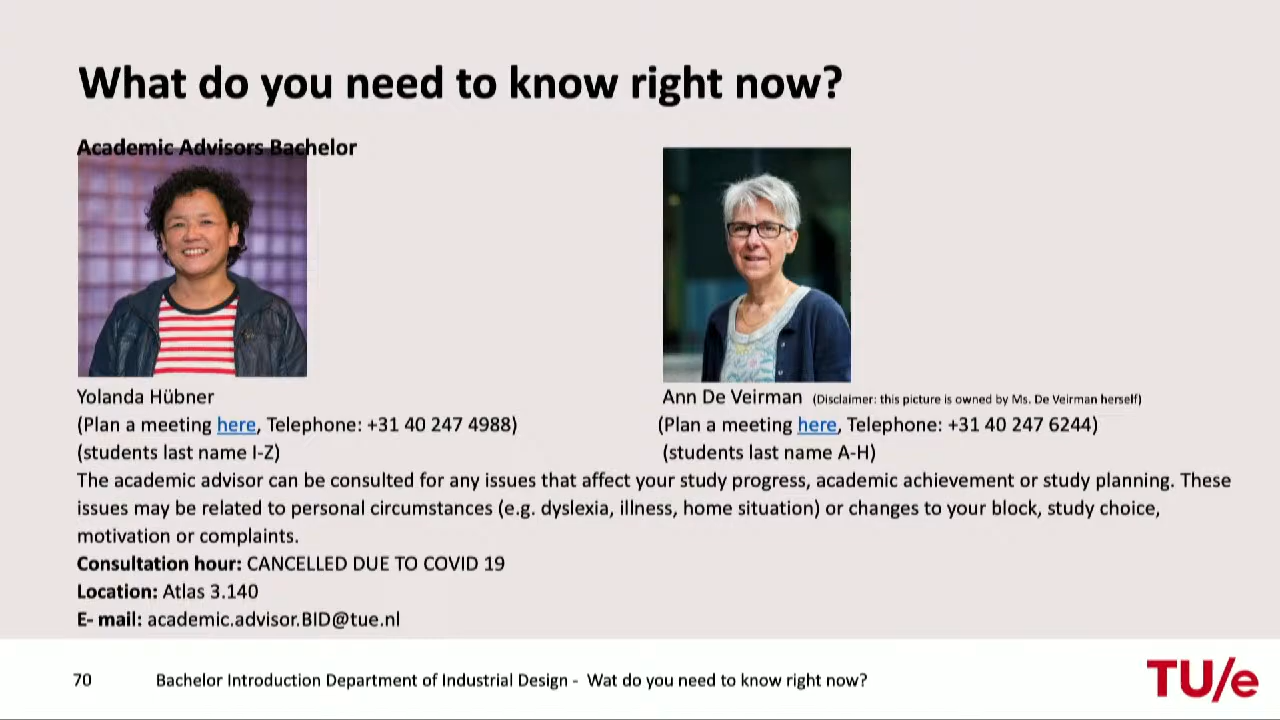 What do you need to know right now?
Academic Advisors Bachelor
Yolanda Hübner
(Plan a meeting here, Telephone: +31 40 247 4988)
(students last name I-Z)
Ann De Veirman (Disclaimer: this picture is owned by Ms. De Veirman herself)
(Plan a meeting here, Telephone: +31 40 247 6244)
(students last name A-H)
The academic advisor can be consulted for any issues that affect your study progress, academic achievement or study planning. These
issues may be related to personal circumstances (e.g. dyslexia, illness, home situation) or changes to your block, study choice,
motivation or complaints.
Consultation hour: CANCELLED DUE TO COVID 19
Location: Atlas 3.140
E- mail: academic.advisor.BID@tue.nl
70 Bachelor Introduction Department of Industrial Design - Wat do you need to know right now?
TU/e